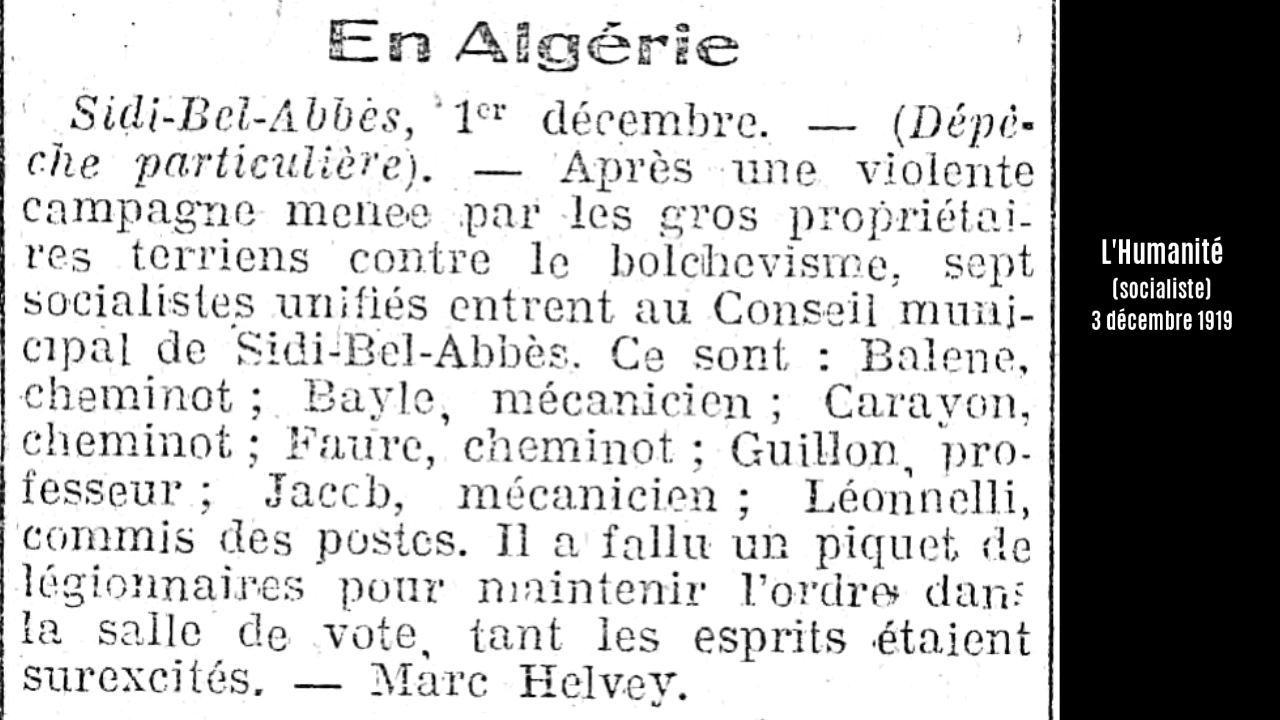 En Algérie
Sidi-Bel-Abbès, 1er décembre. — (Dépê-
che particulière). — Après une violente
campagne menee par les gros propriétai-
res terriens contre le bolchevisme, sept
socialistes unifiés entrent au Conseil muni-
cipal de Sidi-Bel-Abbès. Ce sont : Balene,
cheminot ; Bayle, mécanicien ; Carayon,
cheminot ; Faure, cheminot ; Guillon, pro-
fesseur ; Jacob, mécanicien ; Léonnelli,
commis des postes. Il a fallu un piquet de
légionnaires pour maintenir l'ordre dans
la salle de vote, tant les esprits étaient
surexcités. — Marc Helvey.
L'Humanité
(socialiste)
3 décembre 1919